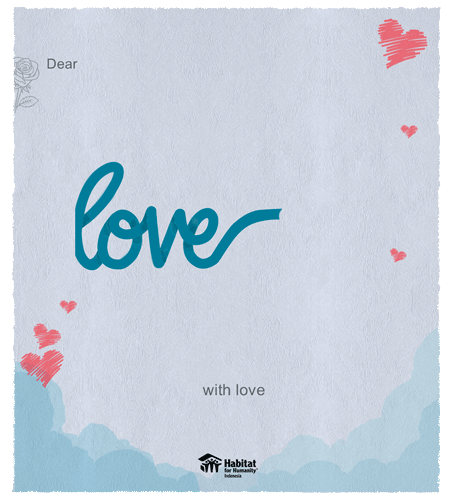 Dear
love
with love
Habitat
for Humanity®
Indonesia